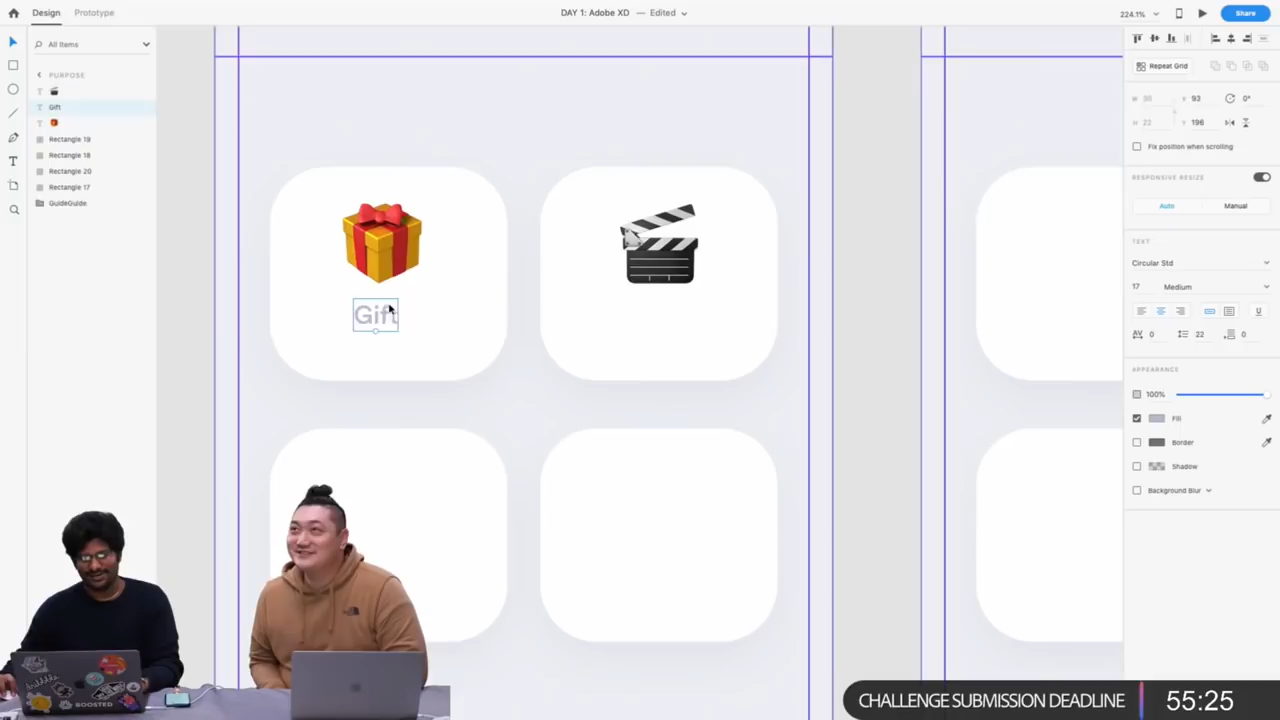 Design
Prototype
DAY 1: Adobe XD — Edited
224.1%
Share
All Items
PURPOSE
Gift
Rectangle 19
Rectangle 18
Rectangle 20
Rectangle 17
GuideGuide
Gift
Repeat Grid
93
0°
H 22
Y 196
Fix position when scrolling
RESPONSIVE RESIZE
Auto
Manual
TEXT
Circular Std
17
Medium
AV 0
22
0
APPEARANCE
100%
Fill
Border
Shadow
Background Blur
BOOSTED
CHALLENGE SUBMISSION DEADLINE
55:25